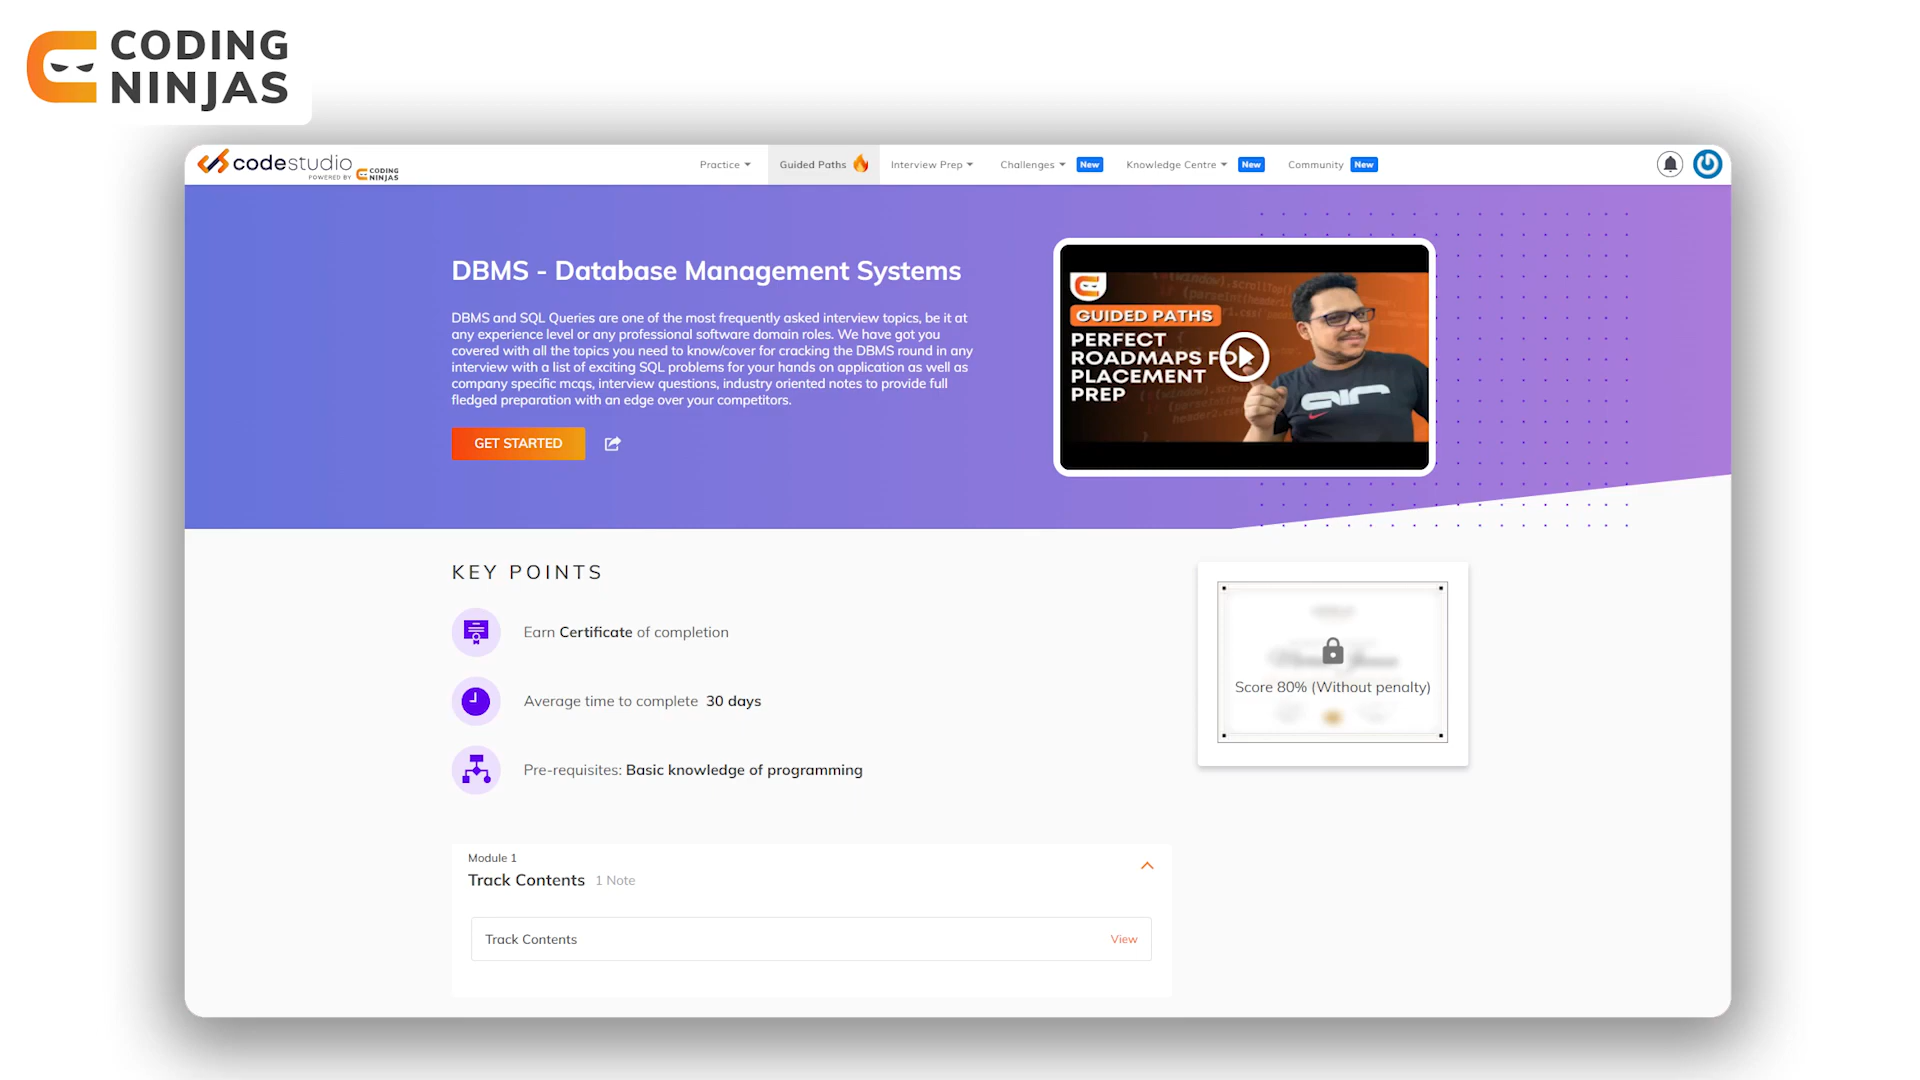 CODING
NINJAS
codestudio
POWERED BY CODING NINJAS
Practice Guided Paths Interview Prep Challenges New Knowledge Centre New Community New
DBMS - Database Management Systems
DBMS and SQL Queries are one of the most frequently asked interview topics, be it at
any experience level or any professional software domain roles. We have got you
covered with all the topics you need to know/cover for cracking the DBMS round in any
interview with a list of exciting SQL problems for your hands on application as well as
company specific mcqs, interview questions, industry oriented notes to provide full
fledged preparation with an edge over your competitors.
GET STARTED
GUIDED PATHS
PERFECT
ROADMAPS FOR
PLACEMENT
PREP
KEY POINTS
Earn Certificate of completion
Average time to complete 30 days
Pre-requisites: Basic knowledge of programming
Score 80% (Without penalty)
Module 1
Track Contents 1 Note
Track Contents View